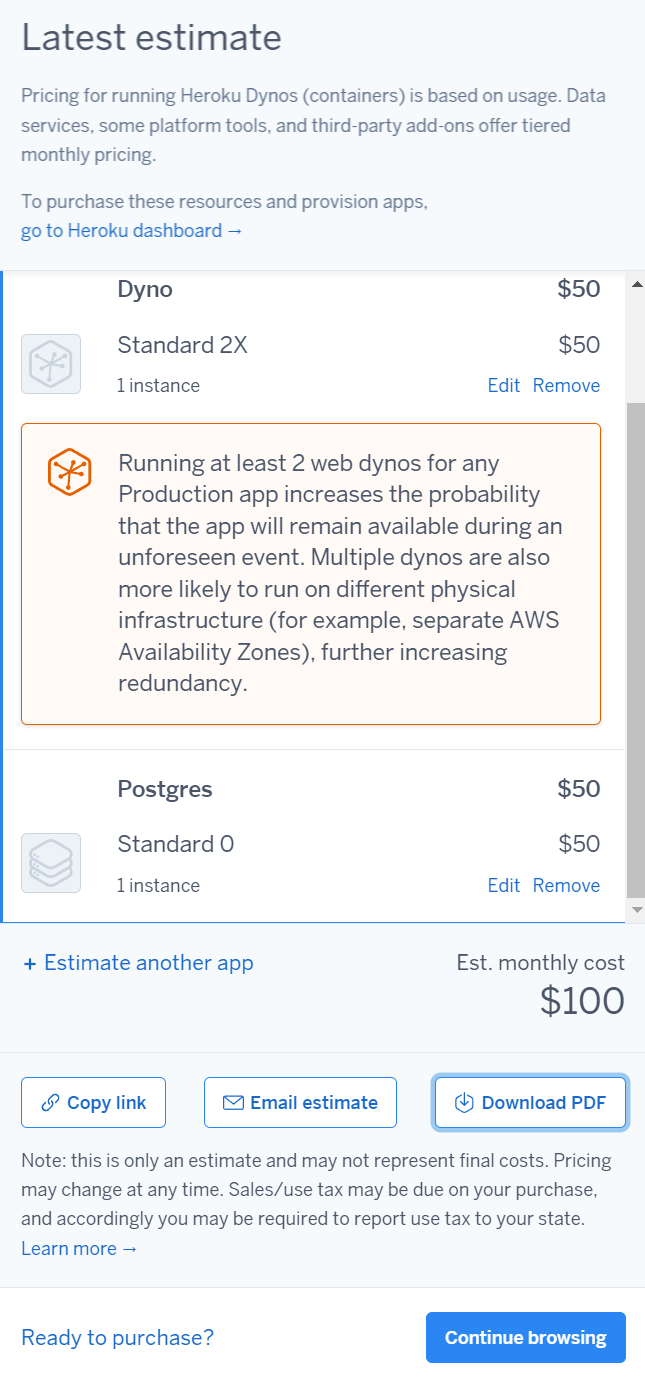 Latest estimate
Pricing for running Heroku Dynos (containers) is based on usage. Data
services, some platform tools, and third-party add-ons offer tiered
monthly pricing.
To purchase these resources and provision apps,
go to Heroku dashboard →
Dyno $50
Standard 2X $50
1 instance Edit Remove
Running at least 2 web dynos for any
Production app increases the probability
that the app will remain available during an
unforeseen event. Multiple dynos are also
more likely to run on different physical
infrastructure (for example, separate AWS
Availability Zones), further increasing
redundancy.
Postgres $50
Standard 0 $50
1 instance Edit Remove
+ Estimate another app Est. monthly cost
$100
Copy link Email estimate Download PDF
Note: this is only an estimate and may not represent final costs. Pricing
may change at any time. Sales/use tax may be due on your purchase,
and accordingly you may be required to report use tax to your state.
Learn more →
Ready to purchase? Continue browsing